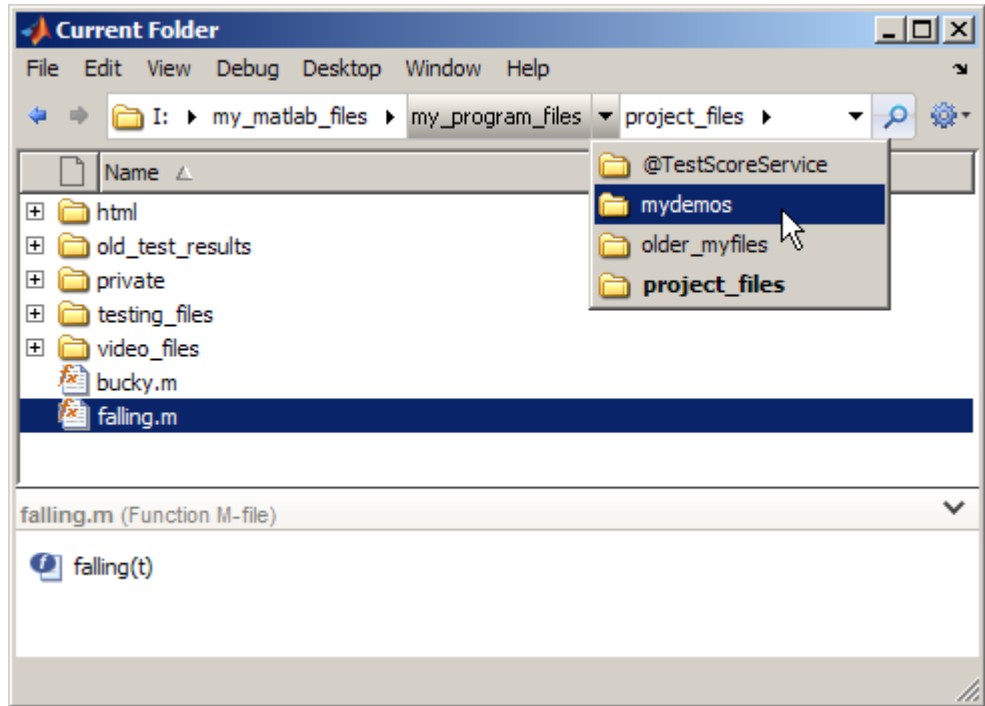 Current Folder
File Edit View Debug Desktop Window Help
I: my_matlab_files my_program_files project_files
@TestScoreService
mydemos
older_myfiles
project_files
Name
html
old_test_results
private
testing_files
video_files
bucky.m
falling.m
falling.m (Function M-file)
falling(t)